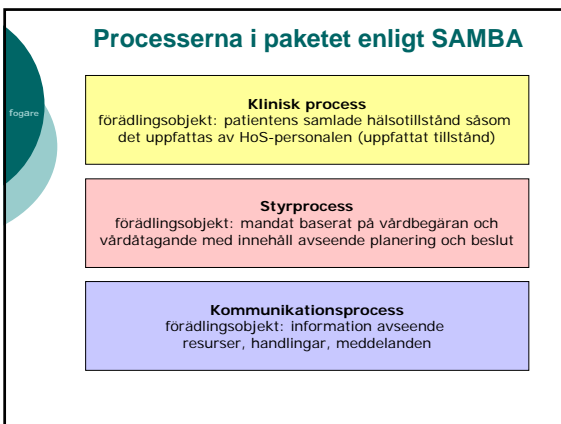 Processerna i paketet enligt SAMBA
fogare
Klinisk process
förädlingsobjekt: patientens samlade hälsotillstånd såsom
det uppfattas av HoS-personalen (uppfattat tillstånd)
Styrprocess
förädlingsobjekt: mandat baserat på vårdbegäran och
vårdåtagande med innehåll avseende planering och beslut
Kommunikationsprocess
förädlingsobjekt: information avseende
resurser, handlingar, meddelanden